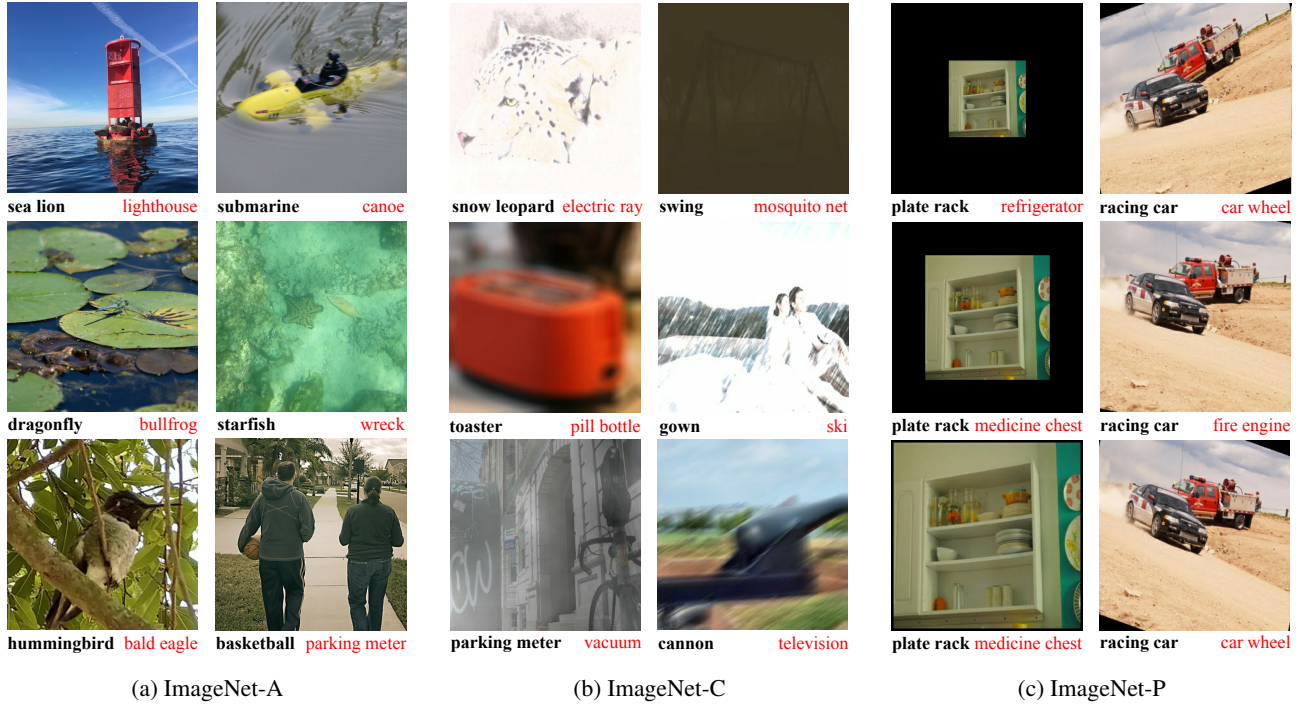 sea lion lighthouse submarine canoe
snow leopard electric ray swing mosquito net
plate rack refrigerator racing car car wheel
dragonfly bullfrog starfish wreck
toaster pill bottle gown ski
plate rack medicine chest racing car fire engine
hummingbird bald eagle basketball parking meter
parking meter vacuum cannon television
plate rack medicine chest racing car car wheel
(a) ImageNet-A
(b) ImageNet-C
(c) ImageNet-P